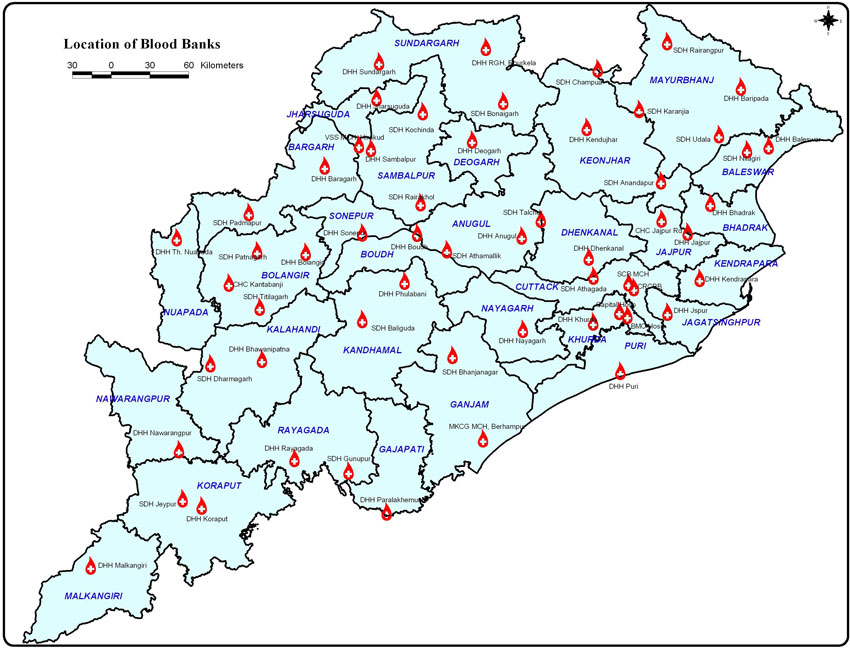 Location of Blood Banks
30 0 30 60 Kilometers
SUNDARGARH
DHH Sundargarh
DHH RGH, Rourkela
SDH Rairangpur
SDH Champua
MAYURBHANJ
DHH Baripada
DHH Jharsuguda
SDH Bonaigarh
SDH Karanjia
JHARSUGUDA
SDH Kochinda
DHH Kendujhar
SDH Udala
DHH Baleswar
BARGARH
DHH Deogarh
DHH Sambalpur
SDH Nilgiri
DEOGARH
KEONJHAR
DHH Baragarh
SAMBALPUR
BALESWAR
SDH Anandapur
SDH Rairakhol
DHH Bhadrak
SDH Padmapur
SONEPUR
SDH Talcher
ANUGUL
CHC Jajpur Road
BHADRAK
DHENKANAL
DHH Sonepur
DHH Anugul
DHH Jajpur
DHH Th. Nuapada
SDH Patnagarh
DHH Boudh
DHH Dhenkanal
JAJPUR
BOUDH
SDH Athamallik
DHH Bolangir
KENDRAPARA
BOLANGIR
SCB MCH
DHH Kendrapara
CHC Kantabanji
CUTTACK
SDH Athagada
CRCBB
DHH Phulabani
SDH Titilagarh
NAYAGARH
Capital Hosp
NUAPADA
DHH Jspur
DHH Khurda
JAGATSINGHPUR
KALAHANDI
SDH Baliguda
BMC Hosp
DHH Nayagarh
KHURDA
PURI
KANDHAMAL
DHH Bhawanipatna
SDH Dharmagarh
SDH Bhanjanagar
DHH Puri
NAWARANGPUR
GANJAM
MKCG MCH, Berhampur
RAYAGADA
DHH Nawarangpur
DHH Rayagada
GAJAPATI
SDH Gunupur
KORAPUT
SDH Jeypur
DHH Paralakhemundi
DHH Koraput
DHH Malkangiri
MALKANGIRI